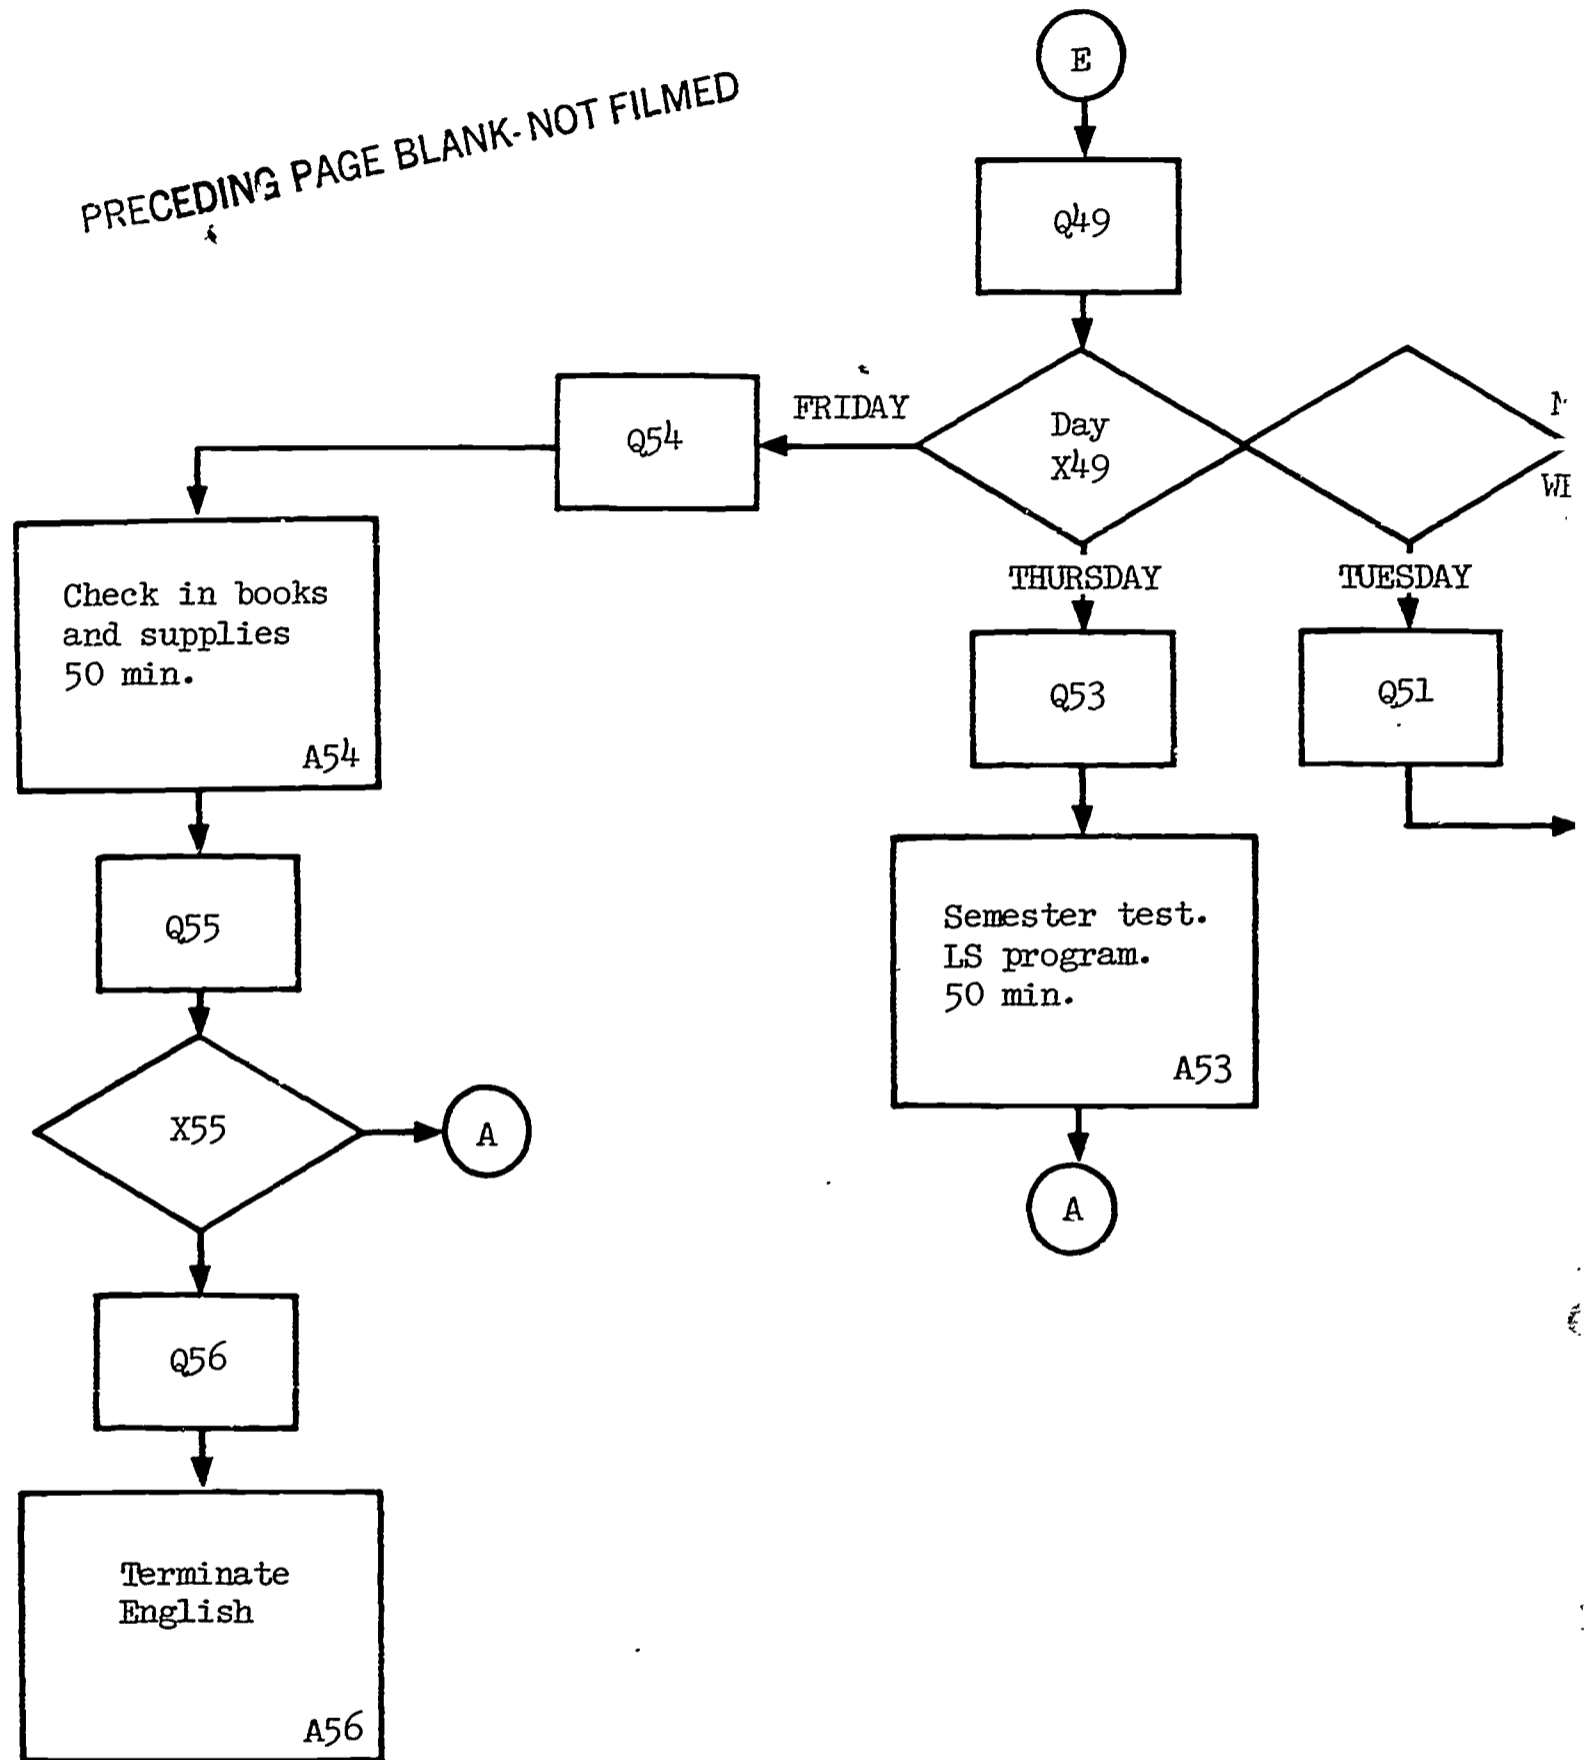 PRECEDING PAGE BLANK- NOT FILMED
E
Q49
Day
X49
FRIDAY
Q54
THURSDAY
TUESDAY
Check in books
and supplies
50 min.
A54
Q53
Q51
Q55
Semester test.
LS program.
50 min.
A53
X55
A
A
Q56
Terminate
English
A56